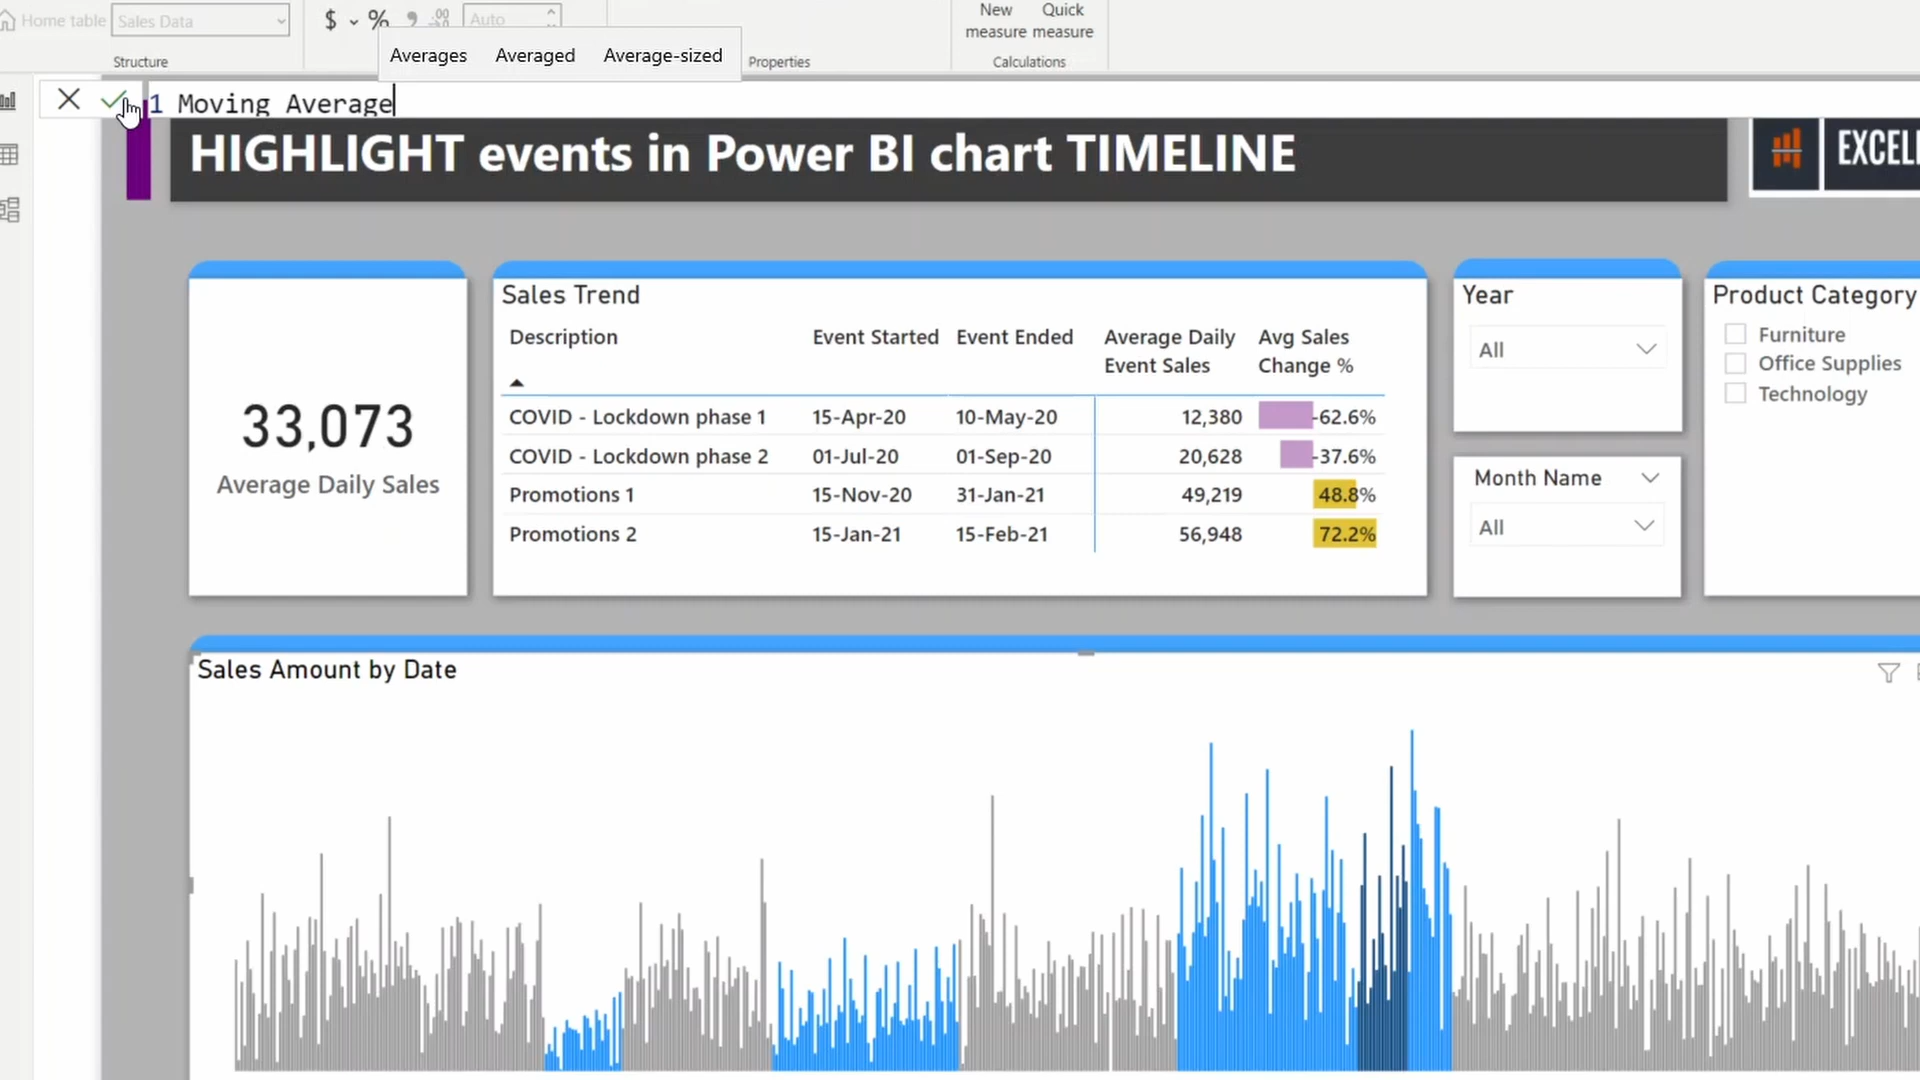 Home table Sales Data
$ % Auto
Structure
Averages Averaged Average-sized
Properties
New measure
Quick measure
Calculations
1 Moving Average
HIGHLIGHT events in Power BI chart TIMELINE
33,073
Average Daily Sales
Sales Trend
Description Event Started Event Ended Average Daily Event Sales Avg Sales Change %
COVID - Lockdown phase 1 15-Apr-20 10-May-20 12,380 -62.6%
COVID - Lockdown phase 2 01-Jul-20 01-Sep-20 20,628 -37.6%
Promotions 1 15-Nov-20 31-Jan-21 49,219 48.8%
Promotions 2 15-Jan-21 15-Feb-21 56,948 72.2%
Year
All
Month Name
All
Product Category
Furniture
Office Supplies
Technology
Sales Amount by Date